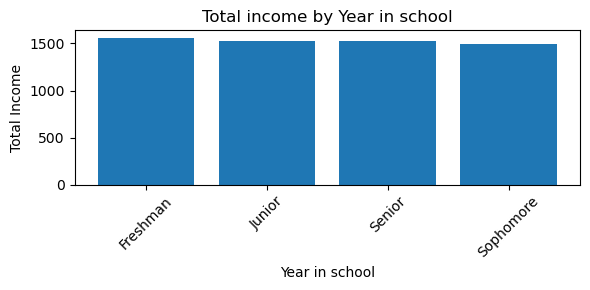 Total income by Year in school
Total Income
1500
1000
500
0
Freshman
Junior
Senior
Sophomore
Year in school